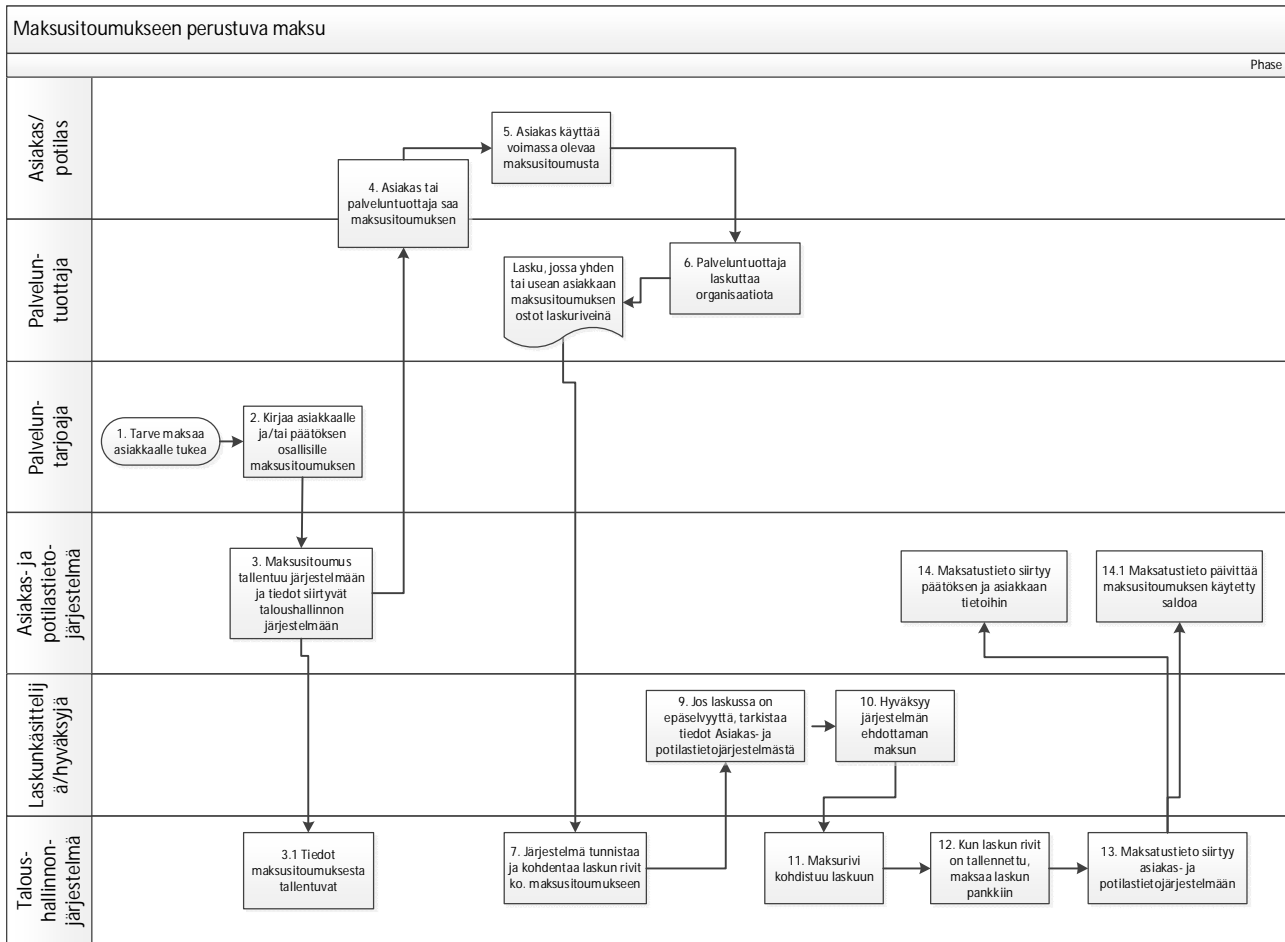 Maksusitoumukseen perustuva maksu
Phase
Asiakas/
potilas
5. Asiakas käyttää
voimassa olevaa
maksusitoumusta
4. Asiakas tai
palveluntuottaja saa
maksusitoumuksen
Palvelun-
tuottaja
Lasku, jossa yhden
tai usean asiakkaan
maksusitoumuksen
ostot laskuriveinä
6. Palveluntuottaja
laskuttaa
organisaatiota
Palvelun-
tarjoaja
1. Tarve maksaa
asiakkaalle tukea
2. Kirjaa asiakkaalle
ja/tai päätöksen
osallisille
maksusitoumuksen
Asiakas- ja
potilastieto-
järjestelmä
3. Maksusitoumus
tallentuu järjestelmään
ja tiedot siirtyvät
taloushallinnon
järjestelmään
14. Maksatustieto siirtyy
päätöksen ja asiakkaan
tietoihin
14.1 Maksatustieto päivittää
maksusitoumuksen käytetty
saldoa
Laskunkäsittelij
ä/hyväksyjä
9. Jos laskussa on
epäselvyyttä, tarkistaa
tiedot Asiakas- ja
potilastietojärjestelmästä
10. Hyväksyy
järjestelmän
ehdottaman
maksun
Talous-
hallinnon-
järjestelmä
3.1 Tiedot
maksusitoumuksesta
tallentuvat
7. Järjestelmä tunnistaa
ja kohdentaa laskun rivit
ko. maksusitoumukseen
11. Maksurivi
kohdistuu laskuun
12. Kun laskun rivit
on tallennettu,
maksaa laskun
pankkiin
13. Maksatustieto siirtyy
asiakas- ja
potilastietojärjestelmään